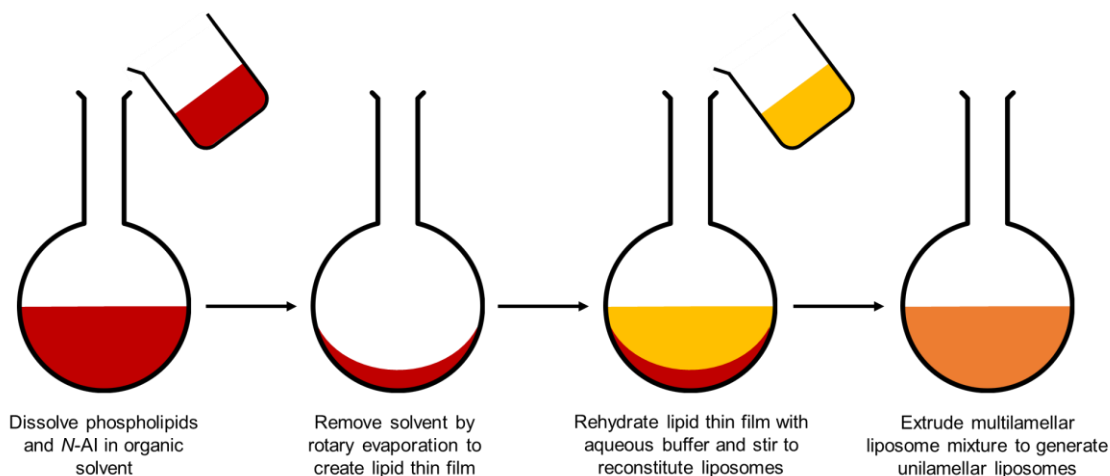 Dissolve phospholipids
and N-AI in organic
solvent
Remove solvent by
rotary evaporation to
create lipid thin film
Rehydrate lipid thin film with
aqueous buffer and stir to
reconstitute liposomes
Extrude multilamellar
liposome mixture to generate
unilamellar liposomes